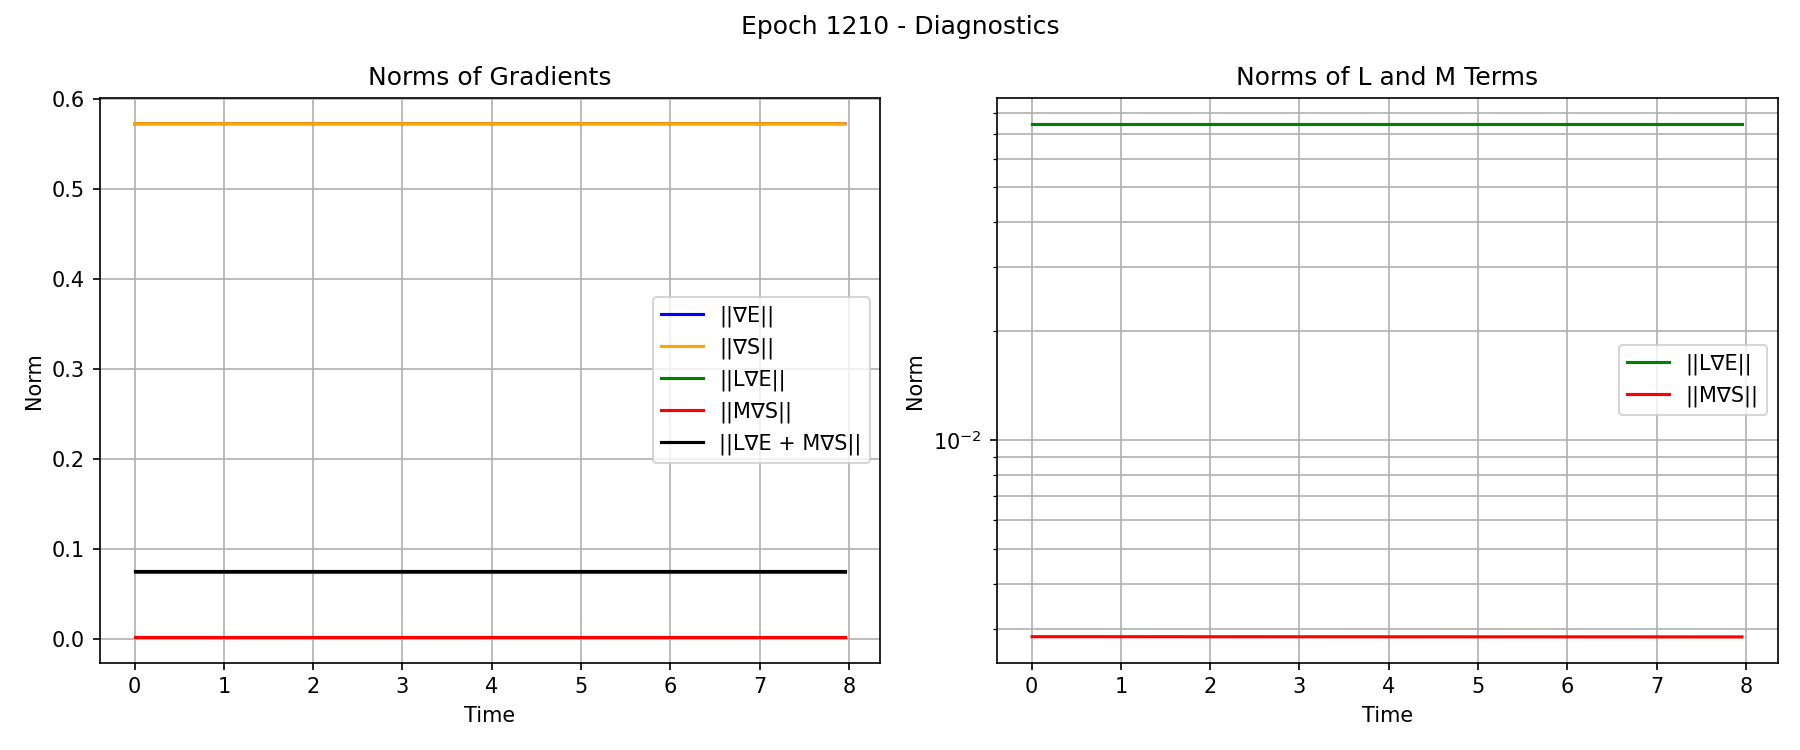 Epoch 1210 - Diagnostics
Norms of Gradients
0.6
0.5
0.4
0.3
0.2
0.1
0.0
Norm
||∇E||
||∇S||
||L∇E||
||M∇S||
||L∇E + M∇S||
0 1 2 3 4 5 6 7 8
Time
Norms of L and M Terms
10⁻²
Norm
||L∇E||
||M∇S||
0 1 2 3 4 5 6 7 8
Time